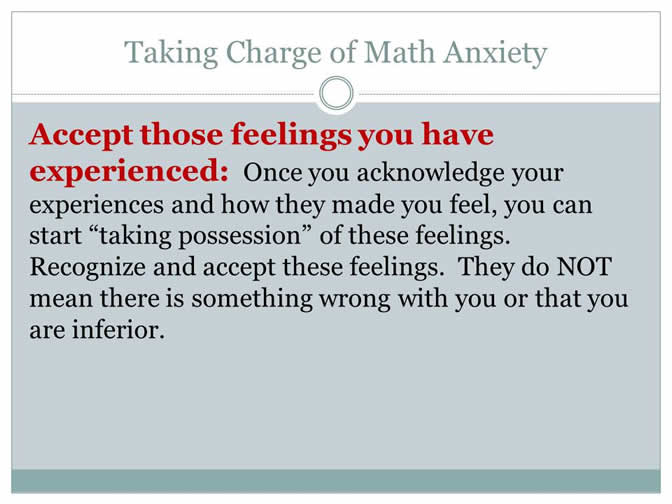 Taking Charge of Math Anxiety
Accept those feelings you have
experienced: Once you acknowledge your
experiences and how they made you feel, you can
start “taking possession” of these feelings.
Recognize and accept these feelings. They do NOT
mean there is something wrong with you or that you
are inferior.